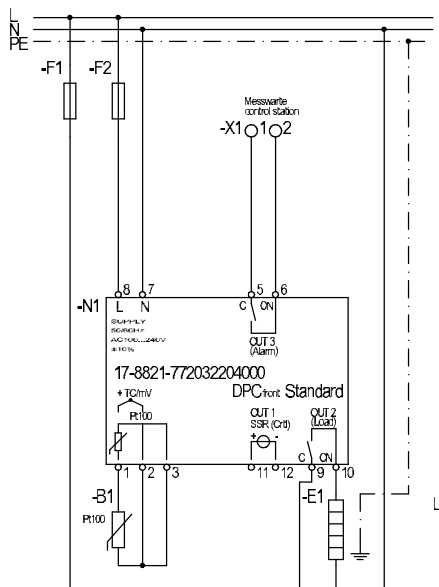 L
N
PE
-F1 -F2
Messwarte
control station
-X1 1 2
8 7 5 6
-N1 L N C ON
SUPPLY
50/60Hz
AC100...240V
±10%
OUT 3
(Alarm)
17-8821-772032204000
DPCfront Standard
+ TC/mV
Pt100
OUT 1
SSR (Crtl)
OUT 2
(Load)
+ -
C ON
1 2 3 11 12 9 10
-B1 -E1
Pt100
L